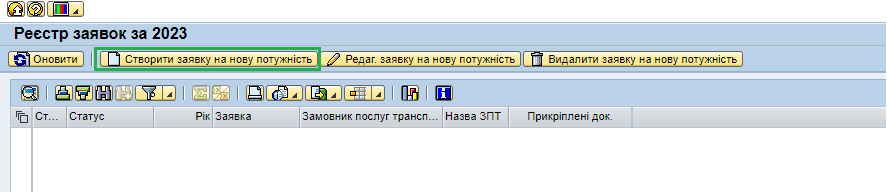 Реєстр заявок за 2023
Оновити Створити заявку на нову потужність Редаг. заявку на нову потужність Видалити заявку на нову потужність
Ст... Статус Рік Заявка Замовник послуг трансп... Назва ЗПТ Прикріплені док.